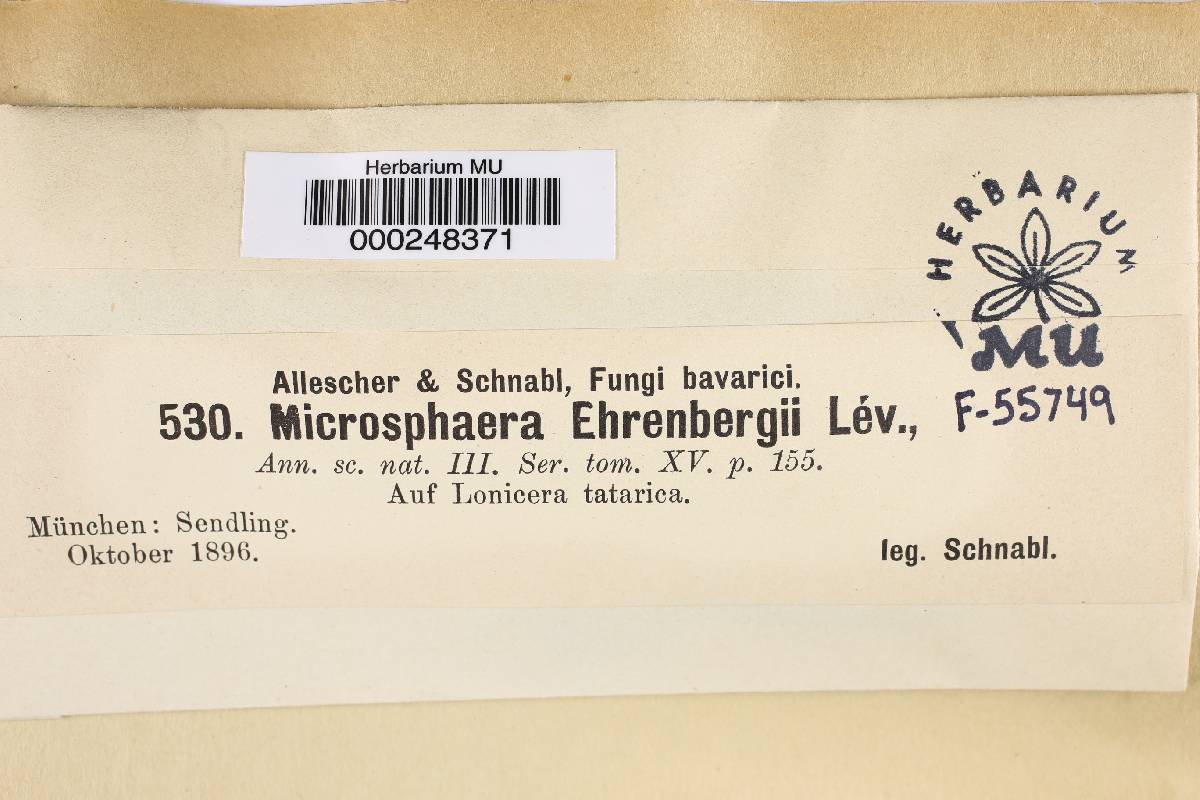 Herbarium MU
000248371
HERBARIUM
MU
F-55749
Allescher & Schnabl, Fungi bavarici.
530. Microsphaera Ehrenbergii Lév.,
Ann. sc. nat. III. Ser. tom. XV. p. 155.
Auf Lonicera tatarica.
München: Sendling.
Oktober 1896.
leg. Schnabl.